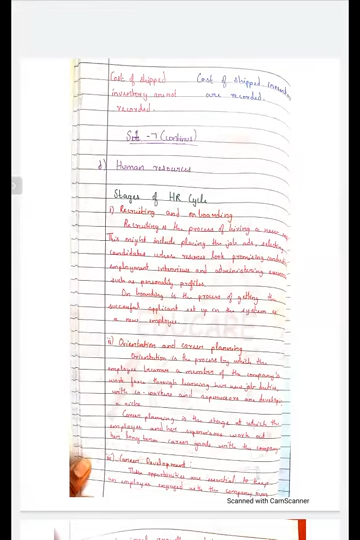 Cost of shipped
Cost of shipped inventory
inventory are not
are recorded.
recorded.
Set -7 (continue)
d) Human resources
Stages of HR Cycle
i) Recruiting and onboarding
Recruiting is the process of hiring a new
This might include placing the job ads, selecting
candidates whose resumes look promising
employment interviews and administering
such as personality profiles.
On boarding is the process of getting the
successful applicant set up in the system as
a new employee.
ii) Orientation and career planning
Orientation is the process by which the
employee becomes a member of the company's
work force through learning her new job duties,
with co-workers and supervisors are
a niche.
Career planning is the stage at which the
employee and her supervisors work out
her long-term career goals with the company
iii) Career Development:
opportunities are essential to keep
an employee engaged with the company
Scanned with CamScanner